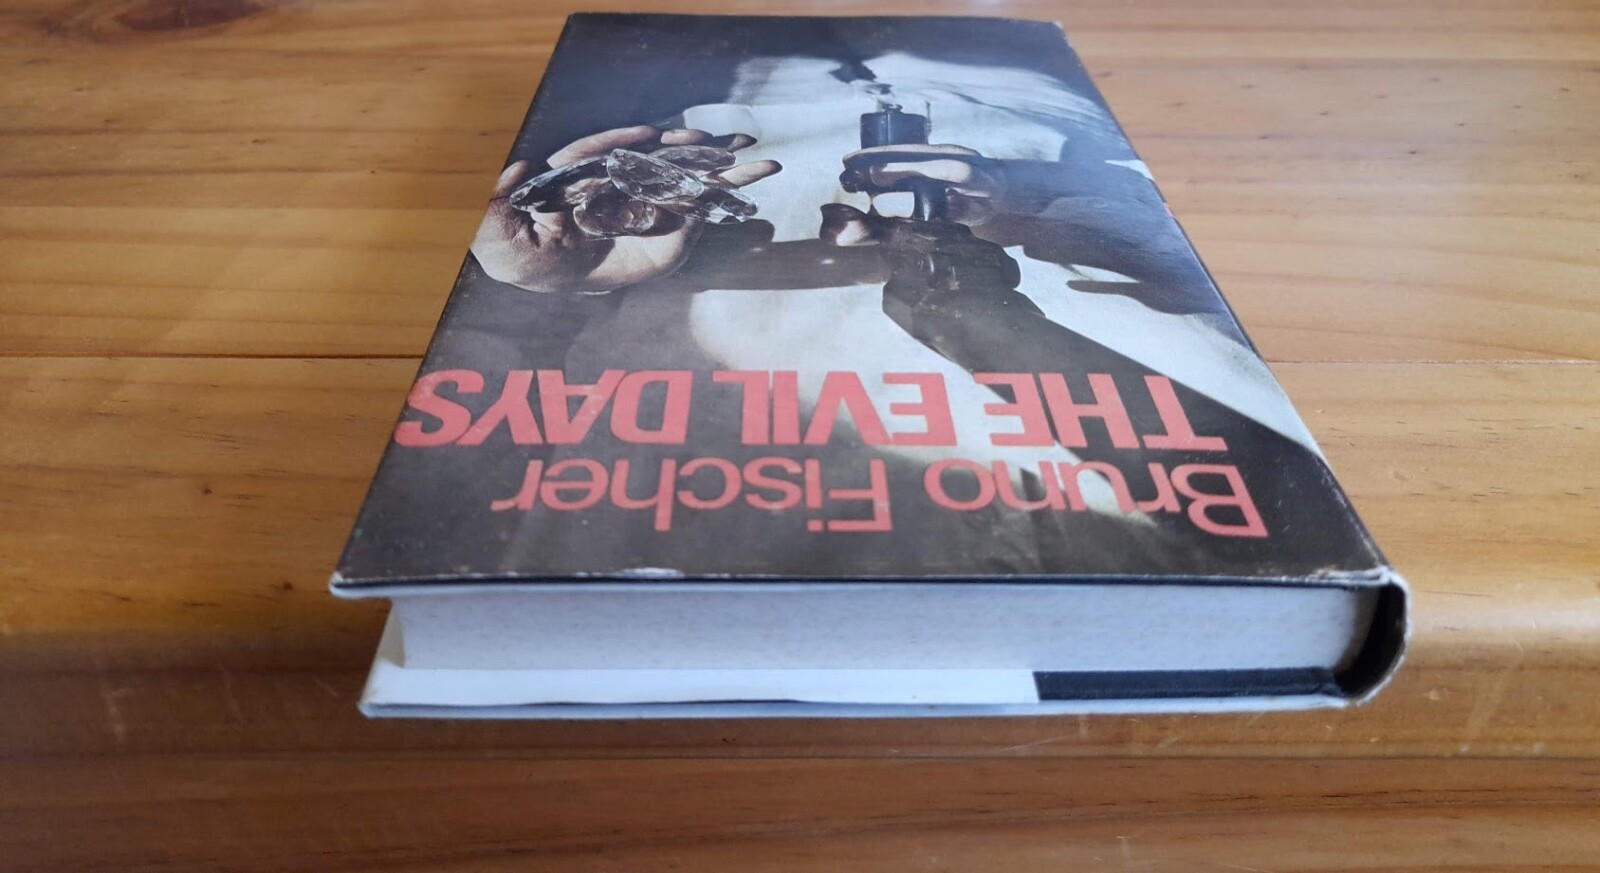 Bruno Fischer
THE EVIL DAYS